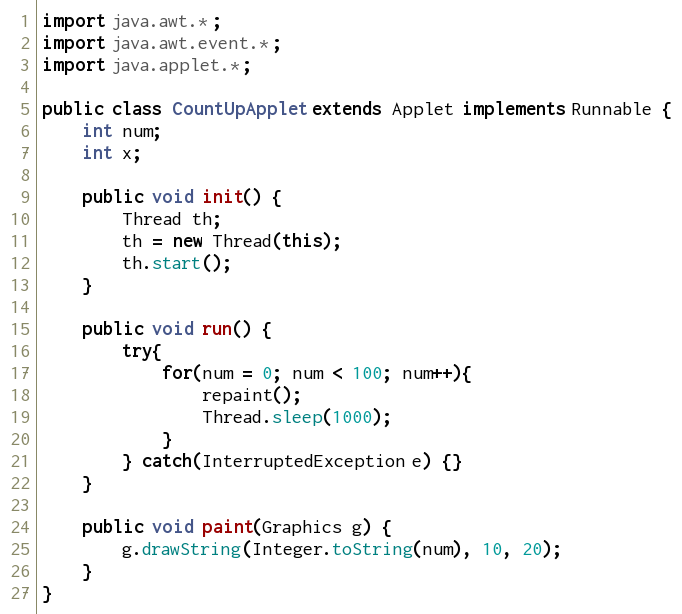 1 import java.awt.*;
2 import java.awt.event.*;
3 import java.applet.*;
4
5 public class CountUpApplet extends Applet implements Runnable {
6     int num;
7     int x;
8
9     public void init() {
10         Thread th;
11         th = new Thread(this);
12         th.start();
13     }
14
15     public void run() {
16         try{
17             for(num = 0; num < 100; num++){
18                 repaint();
19                 Thread.sleep(1000);
20             }
21         } catch(InterruptedException e) {}
22     }
23
24     public void paint(Graphics g) {
25         g.drawString(Integer.toString(num), 10, 20);
26     }
27 }